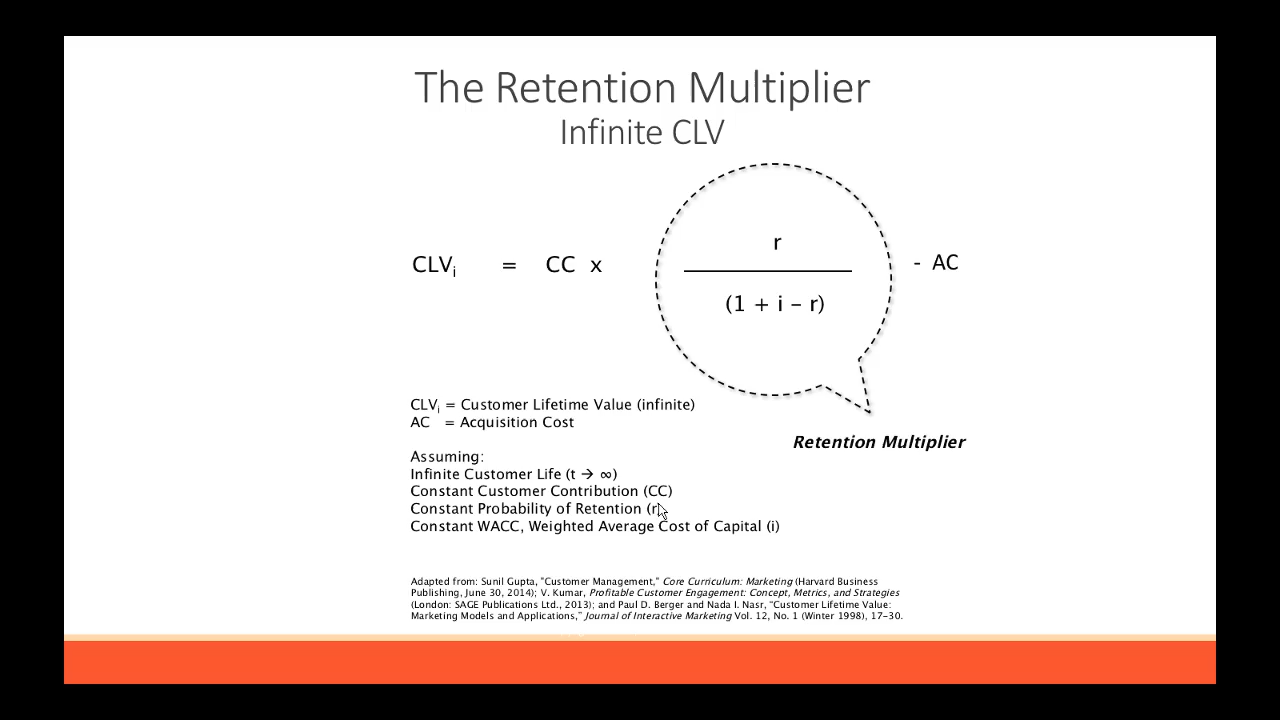 The Retention Multiplier
Infinite CLV
CLVi = CC x r - AC
(1 + i – r)
CLVi = Customer Lifetime Value (infinite)
AC = Acquisition Cost
Retention Multiplier
Assuming:
Infinite Customer Life (t → ∞)
Constant Customer Contribution (CC)
Constant Probability of Retention (r)
Constant WACC, Weighted Average Cost of Capital (i)
Adapted from: Sunil Gupta, "Customer Management," Core Curriculum: Marketing (Harvard Business
Publishing, June 30, 2014); V. Kumar, Profitable Customer Engagement: Concept, Metrics, and Strategies
(London: SAGE Publications Ltd., 2013); and Paul D. Berger and Nada I. Nasr, "Customer Lifetime Value:
Marketing Models and Applications," Journal of Interactive Marketing Vol. 12, No. 1 (Winter 1998), 17–30.